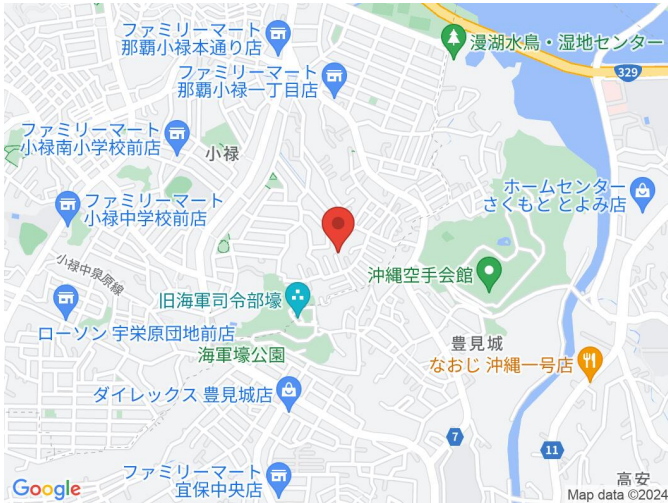 ファミリーマート
那覇小禄本通り店
漫湖水鳥・湿地センター
329
ファミリーマート
那覇小禄一丁目店
ファミリーマート
小禄南小学校前店
小禄
ホームセンター
さくもと とよみ店
ファミリーマート
小禄中学校前店
小禄中泉原線
沖縄空手会館
旧海軍司令部壕
ローソン 宇栄原団地前店
豊見城
海軍壕公園
なおじ 沖縄一号店
ダイレックス 豊見城店
7
11
ファミリーマート
宜保中央店
高安
Google
Map data ©2024